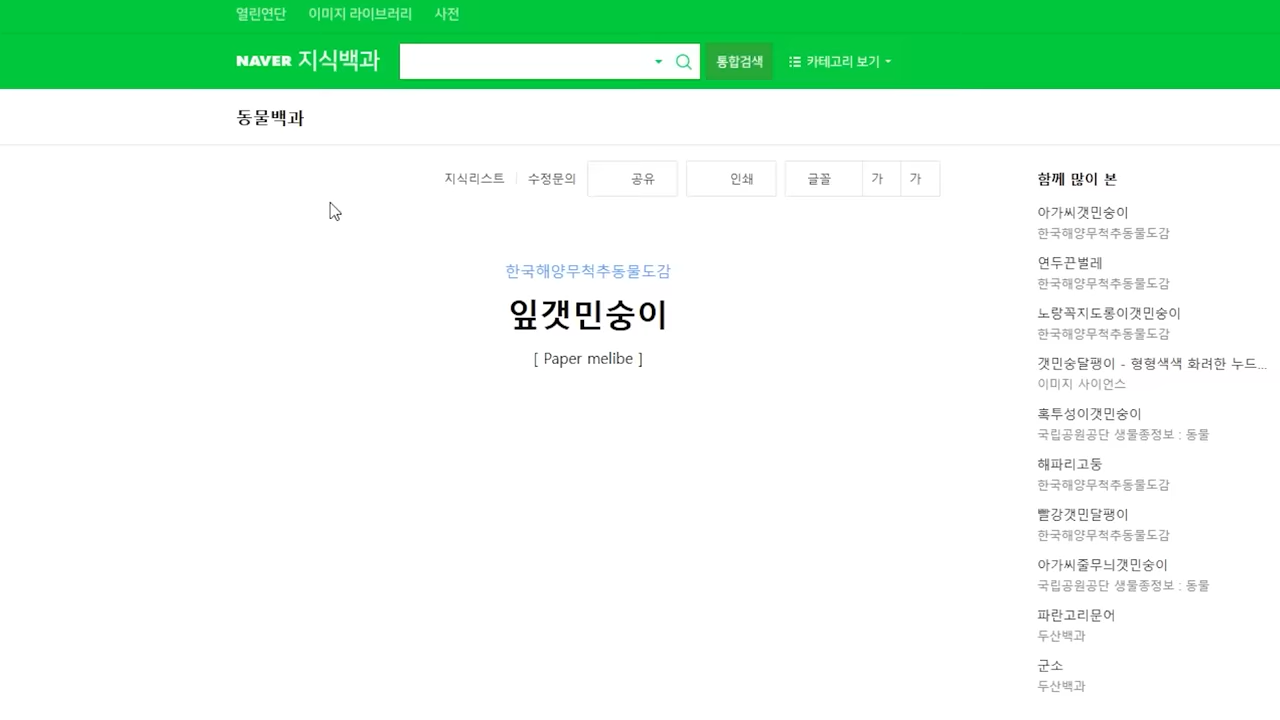 열린연단 이미지 라이브러리 사전
NAVER 지식백과 통합검색 카테고리 보기
동물백과
지식리스트 수정문의 공유 인쇄 글꼴 가 가
한국해양무척추동물도감
잎갯민숭이
[ Paper melibe ]
함께 많이 본
아가씨갯민숭이
한국해양무척추동물도감
연두끈벌레
한국해양무척추동물도감
노랑꼭지도롱이갯민숭이
한국해양무척추동물도감
갯민숭달팽이 - 형형색색 화려한 누드...
이미지 사이언스
혹투성이갯민숭이
국립공원공단 생물종정보 : 동물
해파리고둥
한국해양무척추동물도감
빨강갯민달팽이
한국해양무척추동물도감
아가씨줄무늬갯민숭이
국립공원공단 생물종정보 : 동물
파란고리문어
두산백과
군소
두산백과